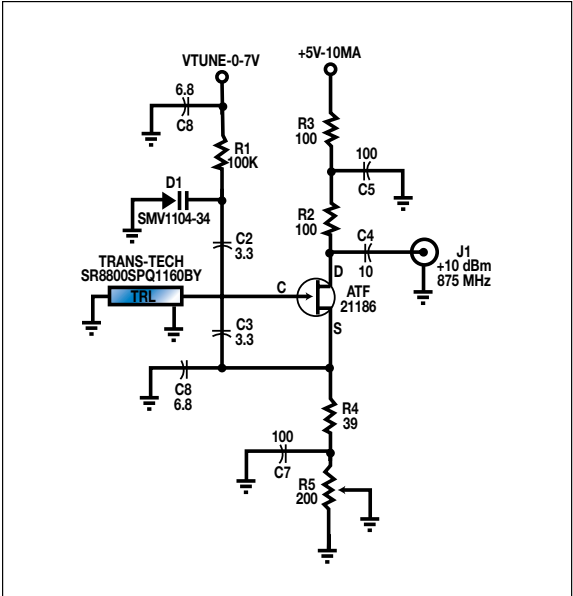 VTUNE-0-7V
+5V-10MA
6.8
C8
R1
100K
R3
100
100
C5
D1
SMV1104-34
R2
100
C2
3.3
C4
10
J1
+10 dBm
875 MHz
TRANS-TECH
SR8800SPQ1160BY
TRL
C
D
ATF
21186
S
C3
3.3
C8
6.8
R4
39
100
C7
R5
200